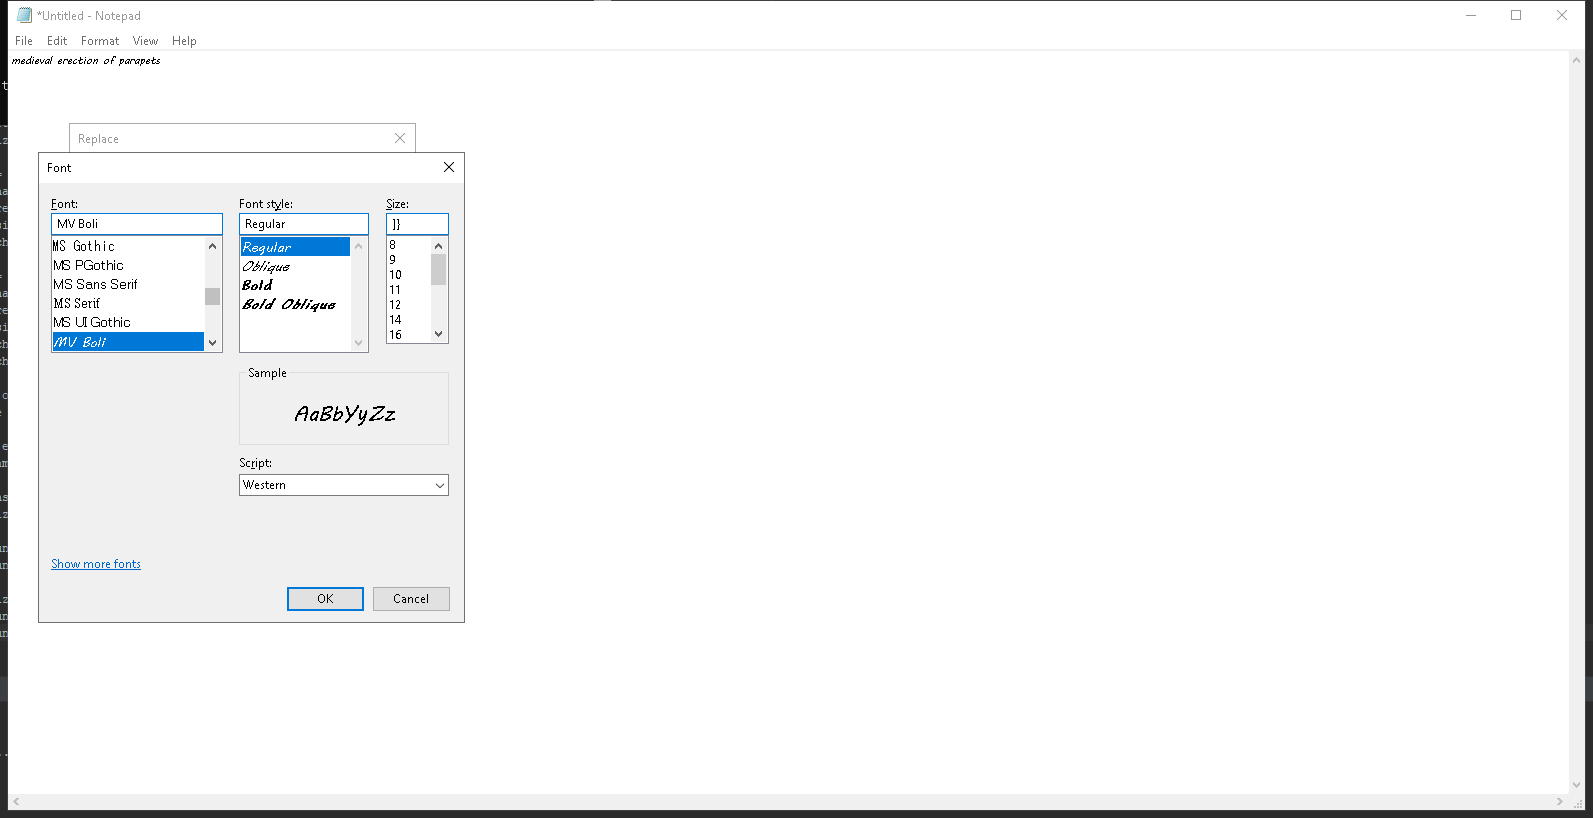 *Untitled - Notepad
File Edit Format View Help
medieval erection of parapets
Replace
Font
Font: Font style: Size:
MV Boli Regular ]}
MS Gothic Regular 8
MS PGothic Oblique 9
MS Sans Serif Bold 10
MS Serif Bold Oblique 11
MS UI Gothic 12
MV Boli 14
16
Sample
AaBbYyZz
Script:
Western
Show more fonts
OK Cancel